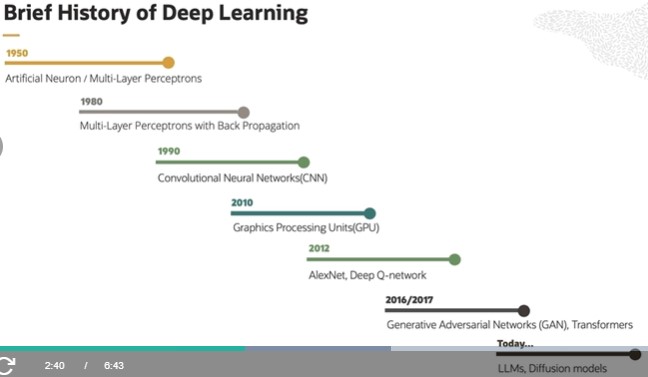 Brief History of Deep Learning
1950
Artificial Neuron / Multi-Layer Perceptrons
1980
Multi-Layer Perceptrons with Back Propagation
1990
Convolutional Neural Networks(CNN)
2010
Graphics Processing Units(GPU)
2012
AlexNet, Deep Q-network
2016/2017
Generative Adversarial Networks (GAN), Transformers
Today...
LLMs, Diffusion models
2:40 / 6:43